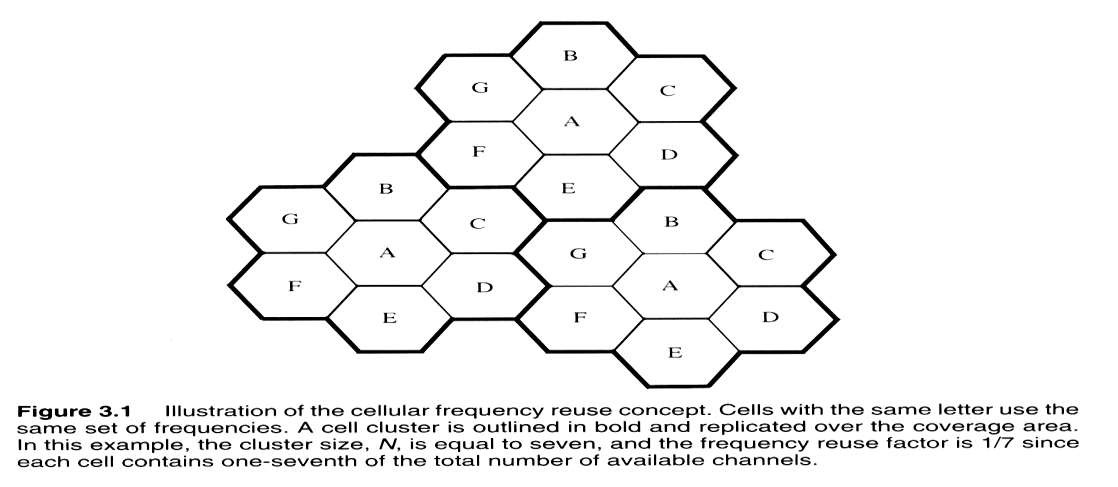 B
G
C
A
F
D
B
E
G
C
B
A
G
C
F
D
A
E
F
D
E
Figure 3.1 Illustration of the cellular frequency reuse concept. Cells with the same letter use the
same set of frequencies. A cell cluster is outlined in bold and replicated over the coverage area.
In this example, the cluster size, N, is equal to seven, and the frequency reuse factor is 1/7 since
each cell contains one-seventh of the total number of available channels.